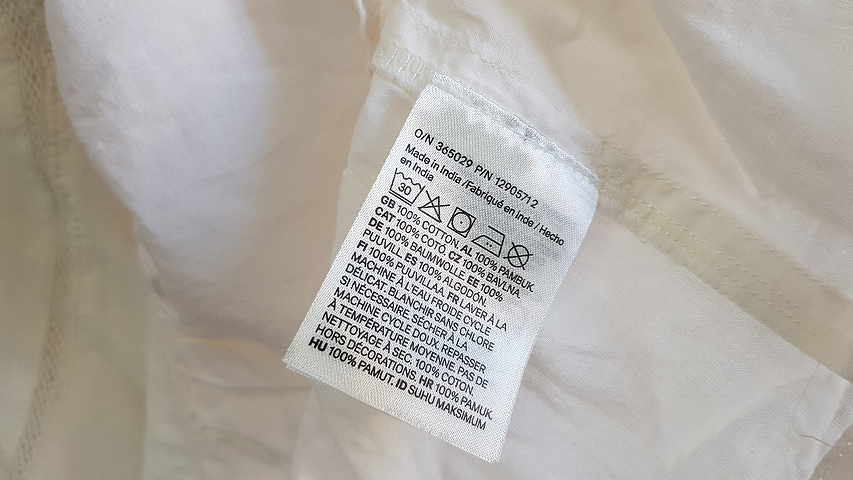 O/N 365029 P/N 12905712
Made in India /Fabriqué en Inde / Hecho
en India
30
GB 100% COTTON. AL 100% PAMBUK.
CAT 100% COTÓ. CZ 100% BAVLNA.
DE 100% BAUMWOLLE. EE 100%
PUUVILL. ES 100% ALGODON.
FI 100% PUUVILLAA. FR LAVER À LA
MACHINE À L'EAU FROIDE CYCLE
DÉLICAT. BLANCHIR SANS CHLORE
SI NÉCESSAIRE. SÉCHER À LA
MACHINE CYCLE DOUX. REPASSER
À TEMPÉRATURE MOYENNE. PAS DE
NETTOYAGE À SEC. 100% COTON.
HORS DÉCORATIONS. HR 100% PAMUK.
HU 100% PAMUT. ID SUHU MAKSIMUM